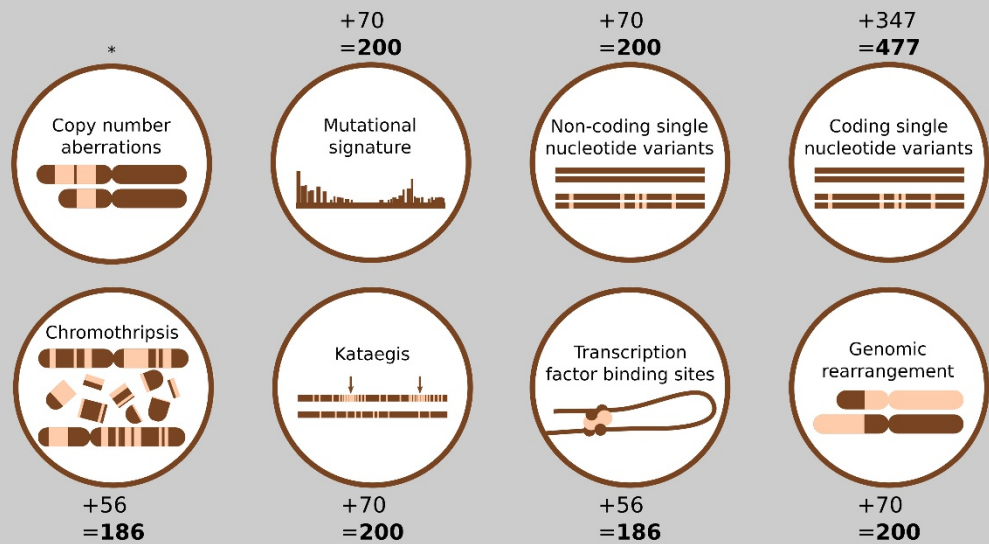 *
+70
=200
+70
=200
+347
=477
Copy number
aberrations
Mutational
signature
Non-coding single
nucleotide variants
Coding single
nucleotide variants
Chromothripsis
Kataegis
Transcription
factor binding sites
Genomic
rearrangement
+56
=186
+70
=200
+56
=186
+70
=200